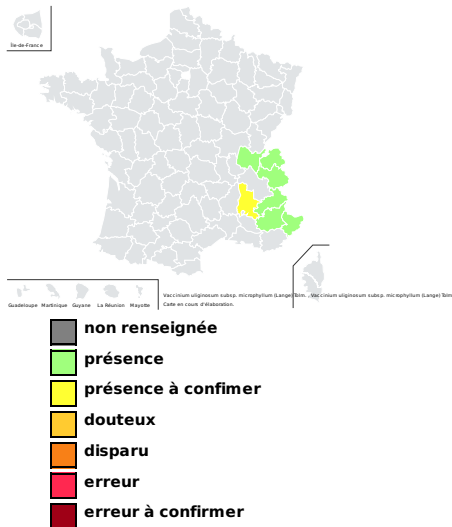 Île-de-France
Guadeloupe Martinique Guyane La Réunion Mayotte
Vaccinium uliginosum subsp. microphyllum (Lange) Tolm. , Vaccinium uliginosum subsp. microphyllum (Lange) Tolm
Carte en cours d'élaboration.
non renseignée
présence
présence à confimer
douteux
disparu
erreur
erreur à confirmer